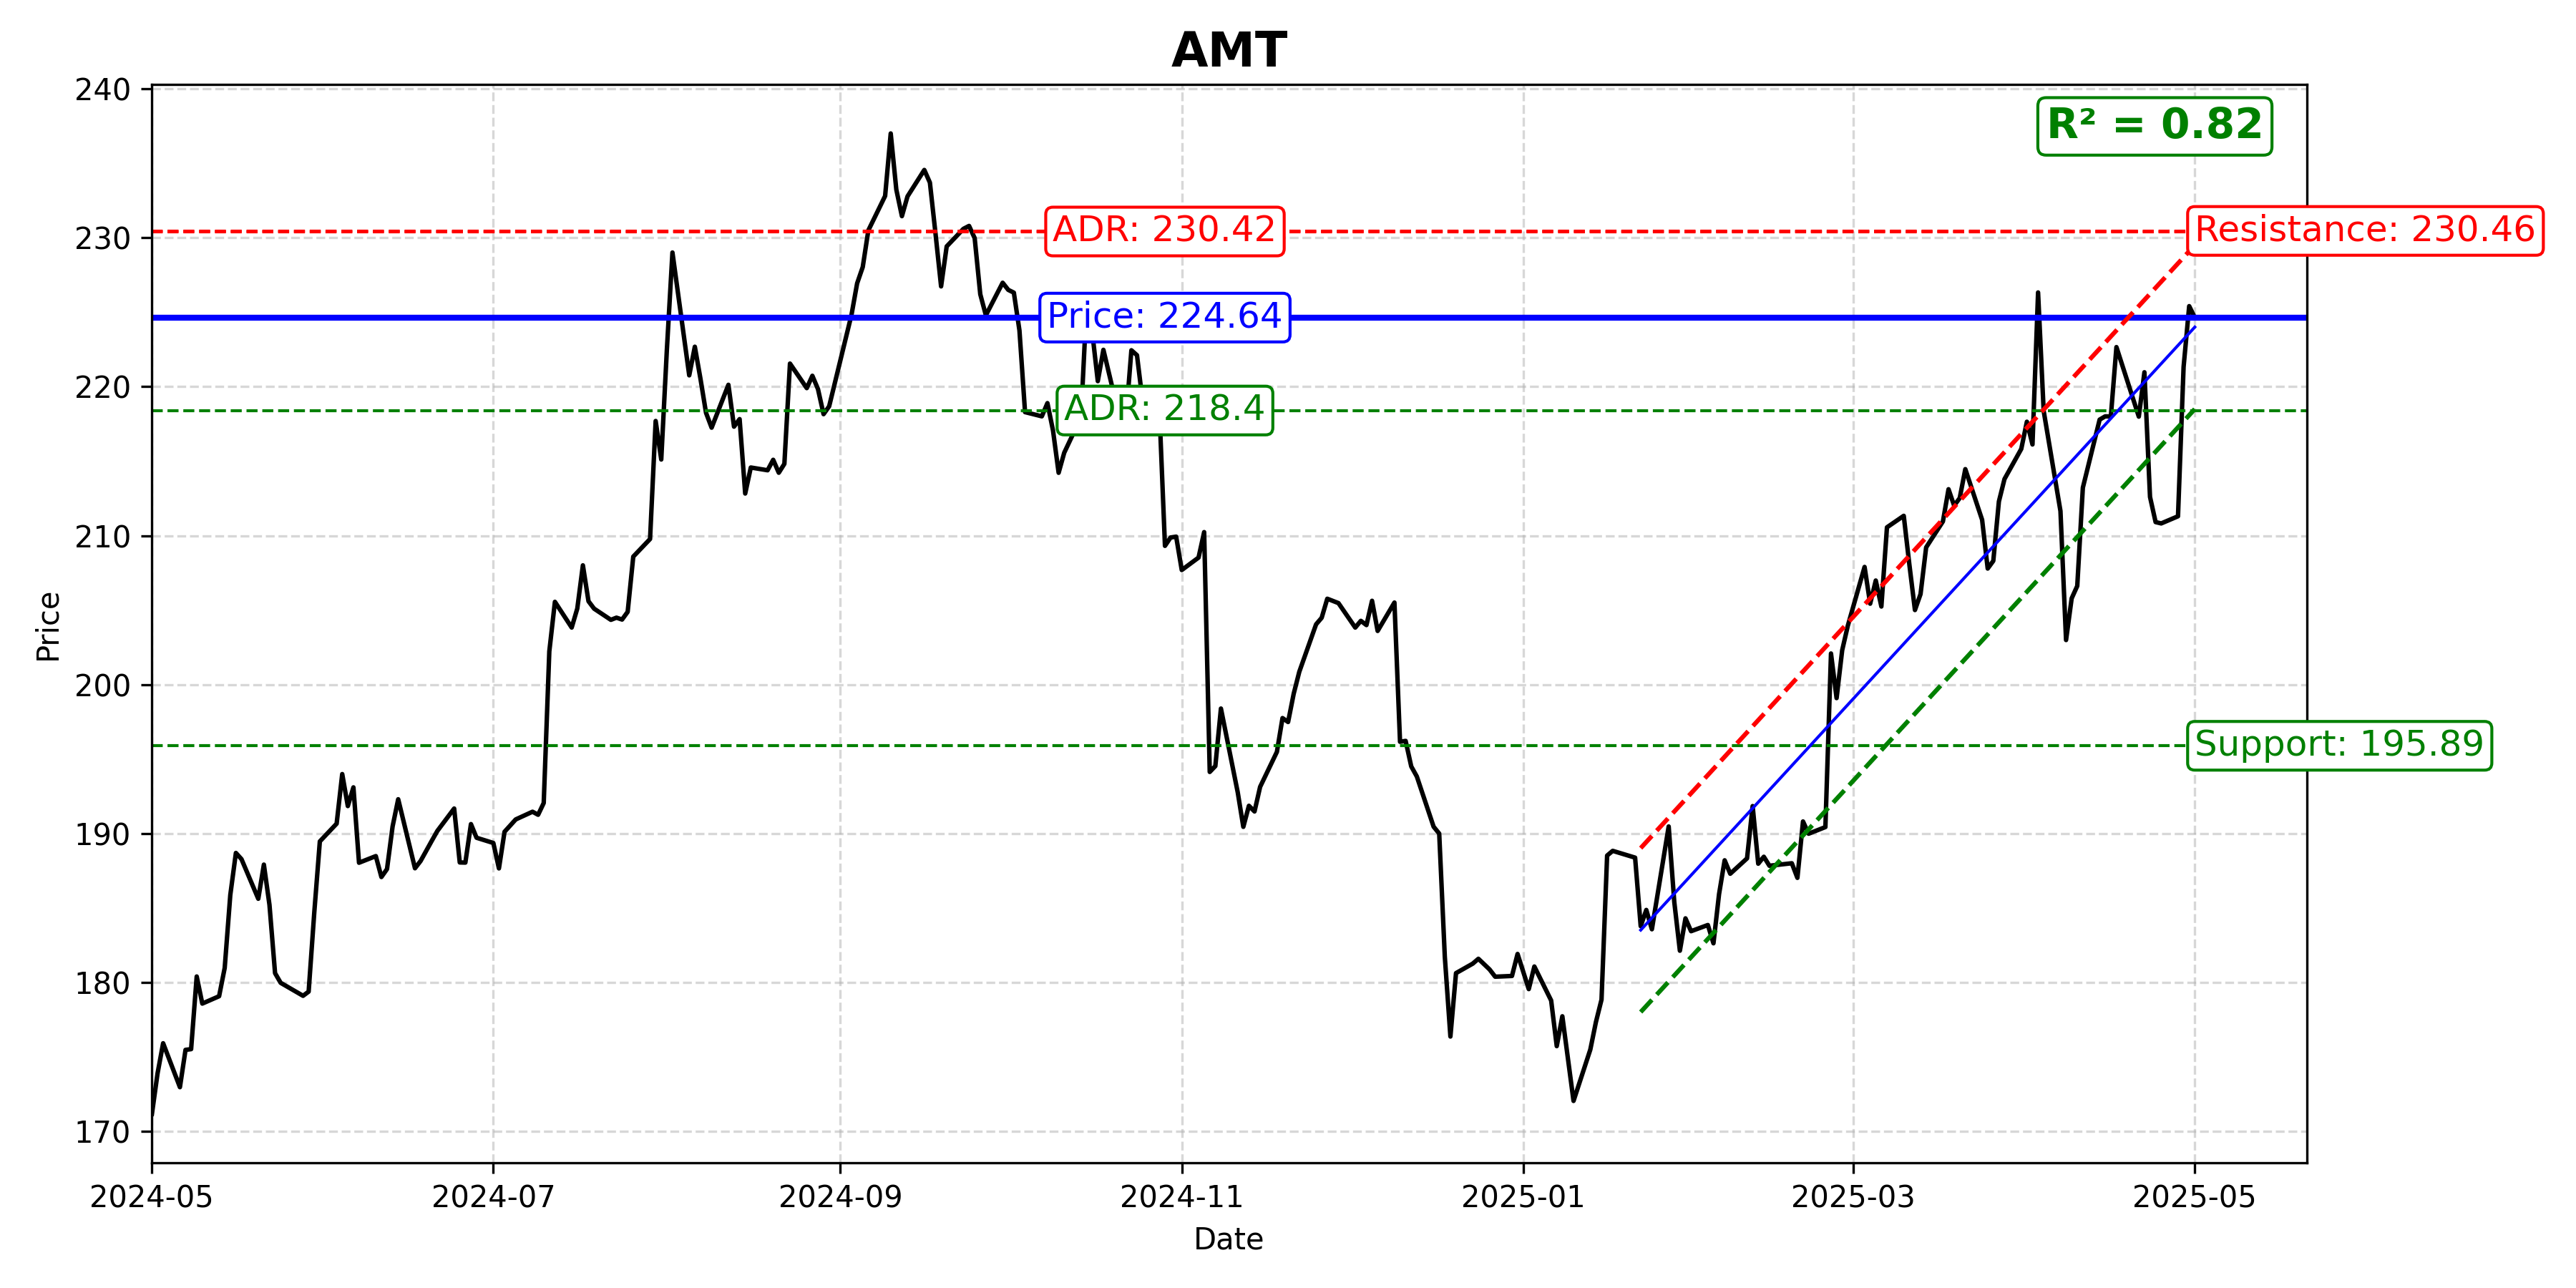 AMT
R² = 0.82
240
230
220
210
200
190
180
170
Price
ADR: 230.42
Resistance: 230.46
Price: 224.64
ADR: 218.4
Support: 195.89
2024-05
2024-07
2024-09
2024-11
2025-01
2025-03
2025-05
Date